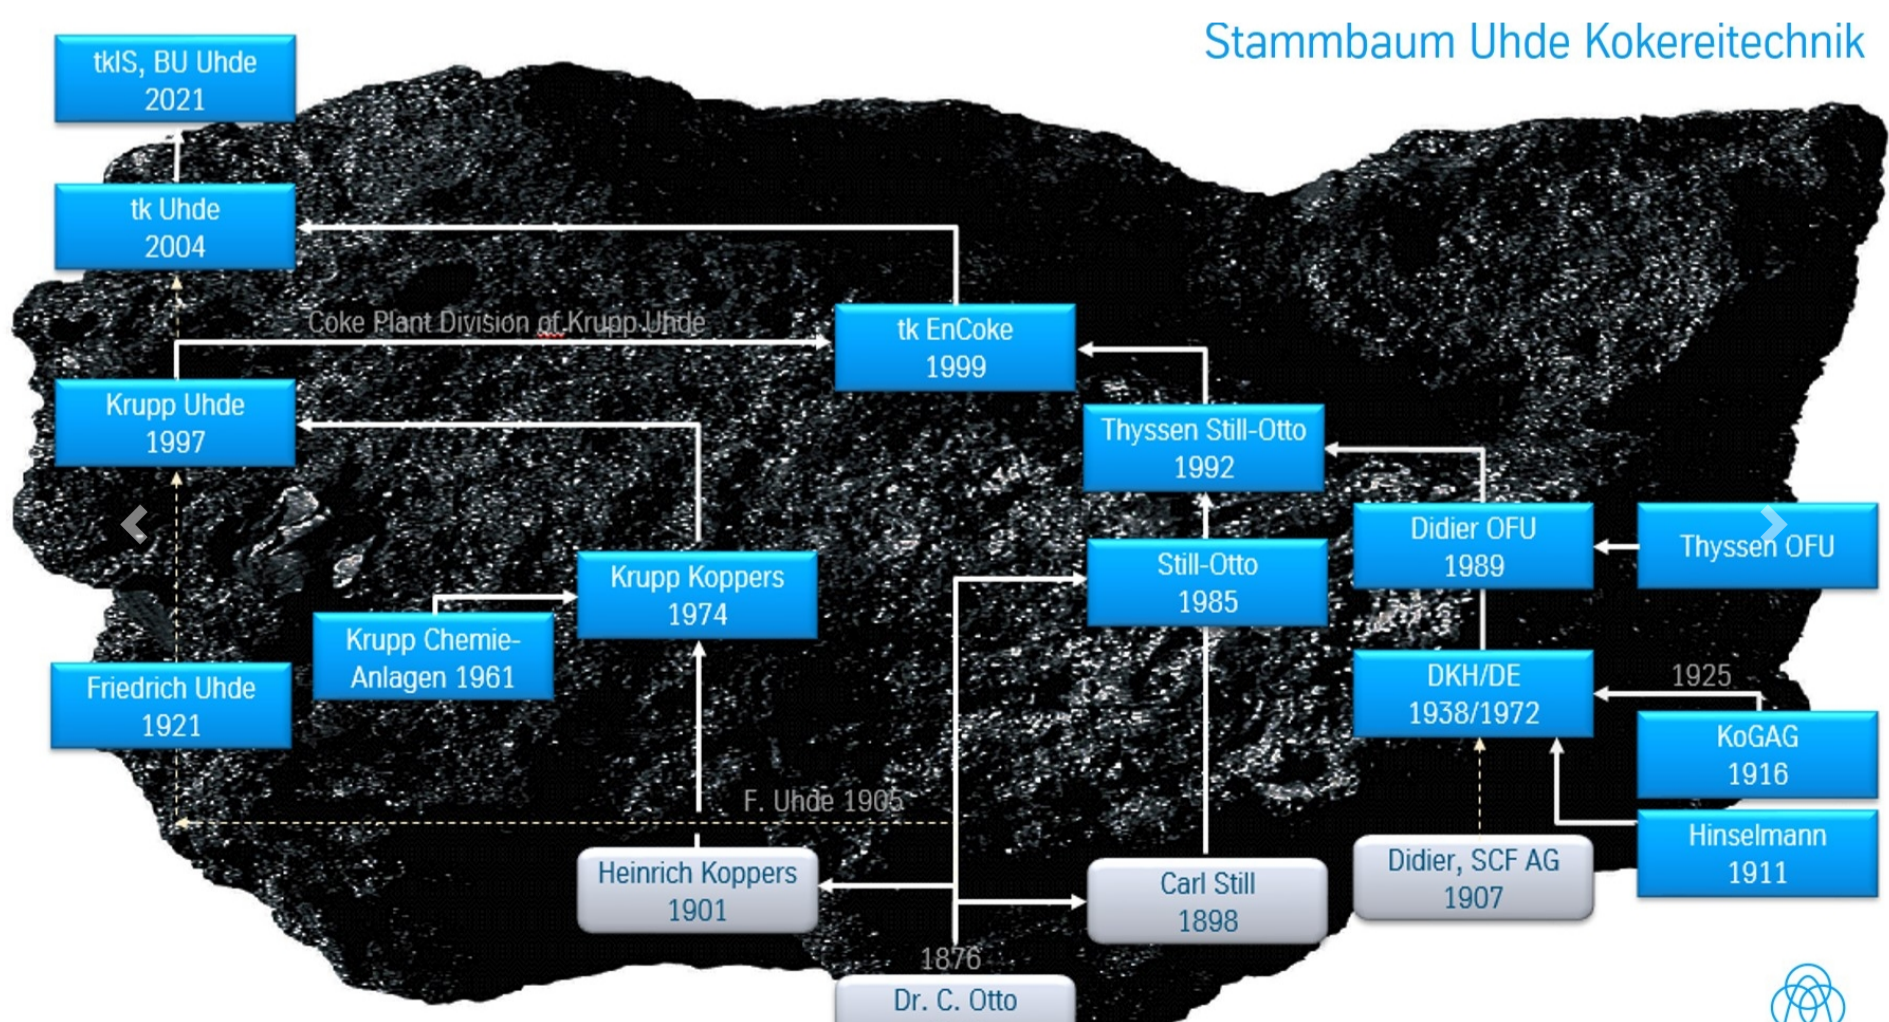 Stammbaum Uhde Kokereitechnik
tkIS, BU Uhde
2021
tk Uhde
2004
Coke Plant Division of Krupp Uhde
tk EnCoke
1999
Krupp Uhde
1997
Thyssen Still-Otto
1992
Didier OFU
1989
Thyssen OFU
Krupp Koppers
1974
Still-Otto
1985
Krupp Chemie-
Anlagen 1961
Friedrich Uhde
1921
DKH/DE
1938/1972
1925
KoGAG
1916
F. Uhde 1905
Hinselmann
1911
Heinrich Koppers
1901
Carl Still
1898
Didier, SCF AG
1907
1876
Dr. C. Otto